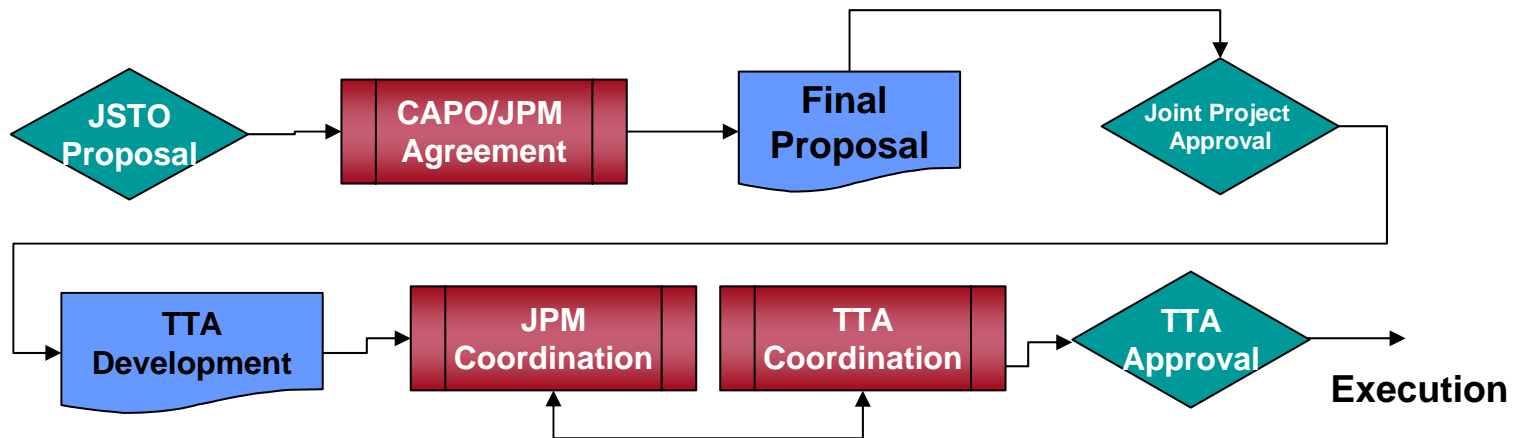 JSTO
Proposal
CAPO/JPM
Agreement
Final
Proposal
Joint Project
Approval
TTA
Development
JPM
Coordination
TTA
Coordination
TTA
Approval
Execution